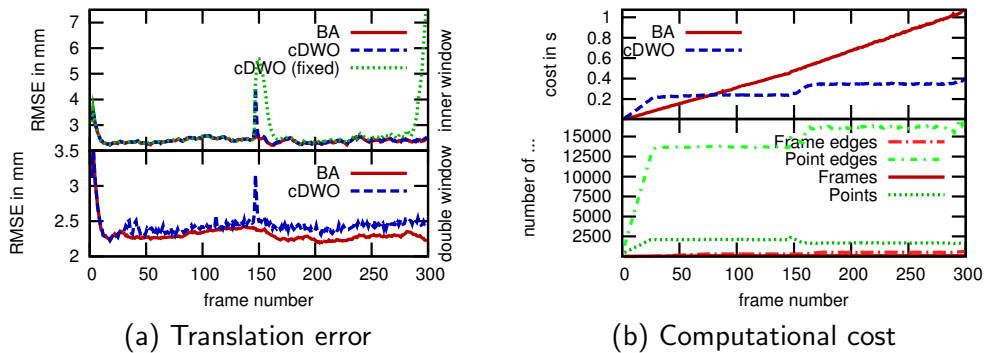 RMSE in mm
7
6
5
4
3
BA
cDWO
cDWO (fixed)
inner window
RMSE in mm
3.5
3
2.5
2
BA
cDWO
double window
0 50 100 150 200 250 300
frame number
(a) Translation error
cost in s
1
0.8
0.6
0.4
0.2
BA
cDWO
number of ...
15000
12500
10000
7500
5000
2500
Frame edges
Point edges
Frames
Points
0 50 100 150 200 250 300
frame number
(b) Computational cost